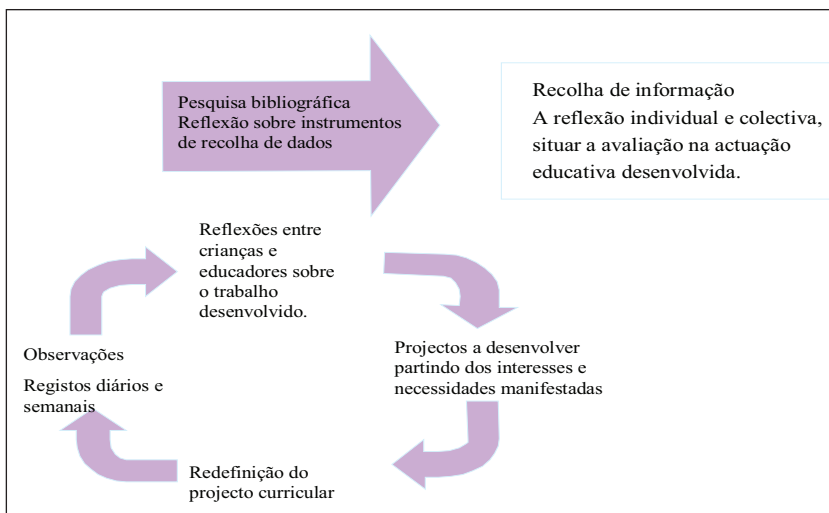 Pesquisa bibliográfica
Reflexão sobre instrumentos
de recolha de dados
Recolha de informação
A reflexão individual e colectiva,
situar a avaliação na actuação
educativa desenvolvida.
Reflexões entre
crianças e
educadores sobre
o trabalho
desenvolvido.
Projectos a desenvolver
partindo dos interesses e
necessidades manifestadas
Observações
Registos diários e
semanais
Redefinição do
projecto curricular